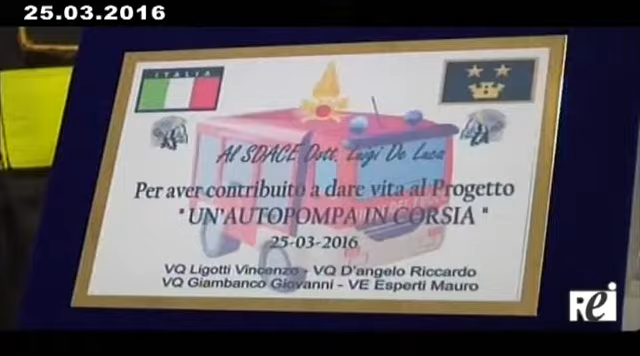 25.03.2016
ITALIA
Al SDACE Dott. Luigi De Luca
Per aver contribuito a dare vita al Progetto
"UN'AUTOPOMPA IN CORSIA"
25-03-2016
VQ Ligotti Vincenzo - VQ D'angelo Riccardo
VQ Giambanco Giovanni - VE Esperti Mauro
Rei